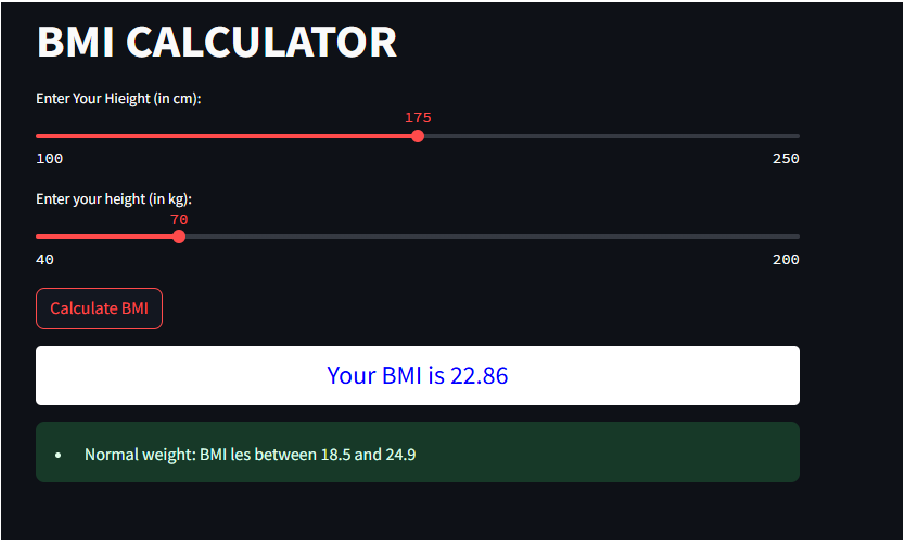 BMI CALCULATOR
Enter Your Hieight (in cm):
175
100 250
Enter your height (in kg):
70
40 200
Calculate BMI
Your BMI is 22.86
• Normal weight: BMI les between 18.5 and 24.9